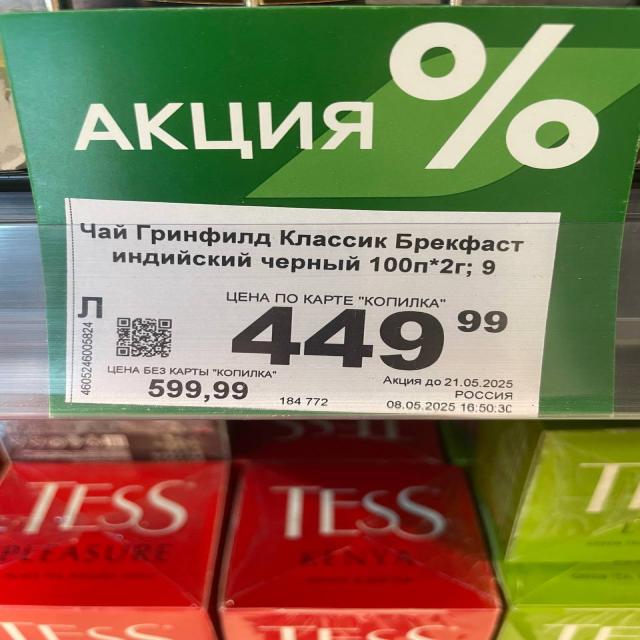 АКЦИЯ %
Чай Гринфилд Классик Брекфаст
индийский черный 100п*2г; 9
ЦЕНА ПО КАРТЕ "КОПИЛКА"
Л
449 99
4605246005824
ЦЕНА БЕЗ КАРТЫ "КОПИЛКА"
599,99
184 772
Акция до 21.05.2025
РОССИЯ
08.05.2025 16:50:30
TESS
PLEASURE
TESS
KENYA
TESS
TESS